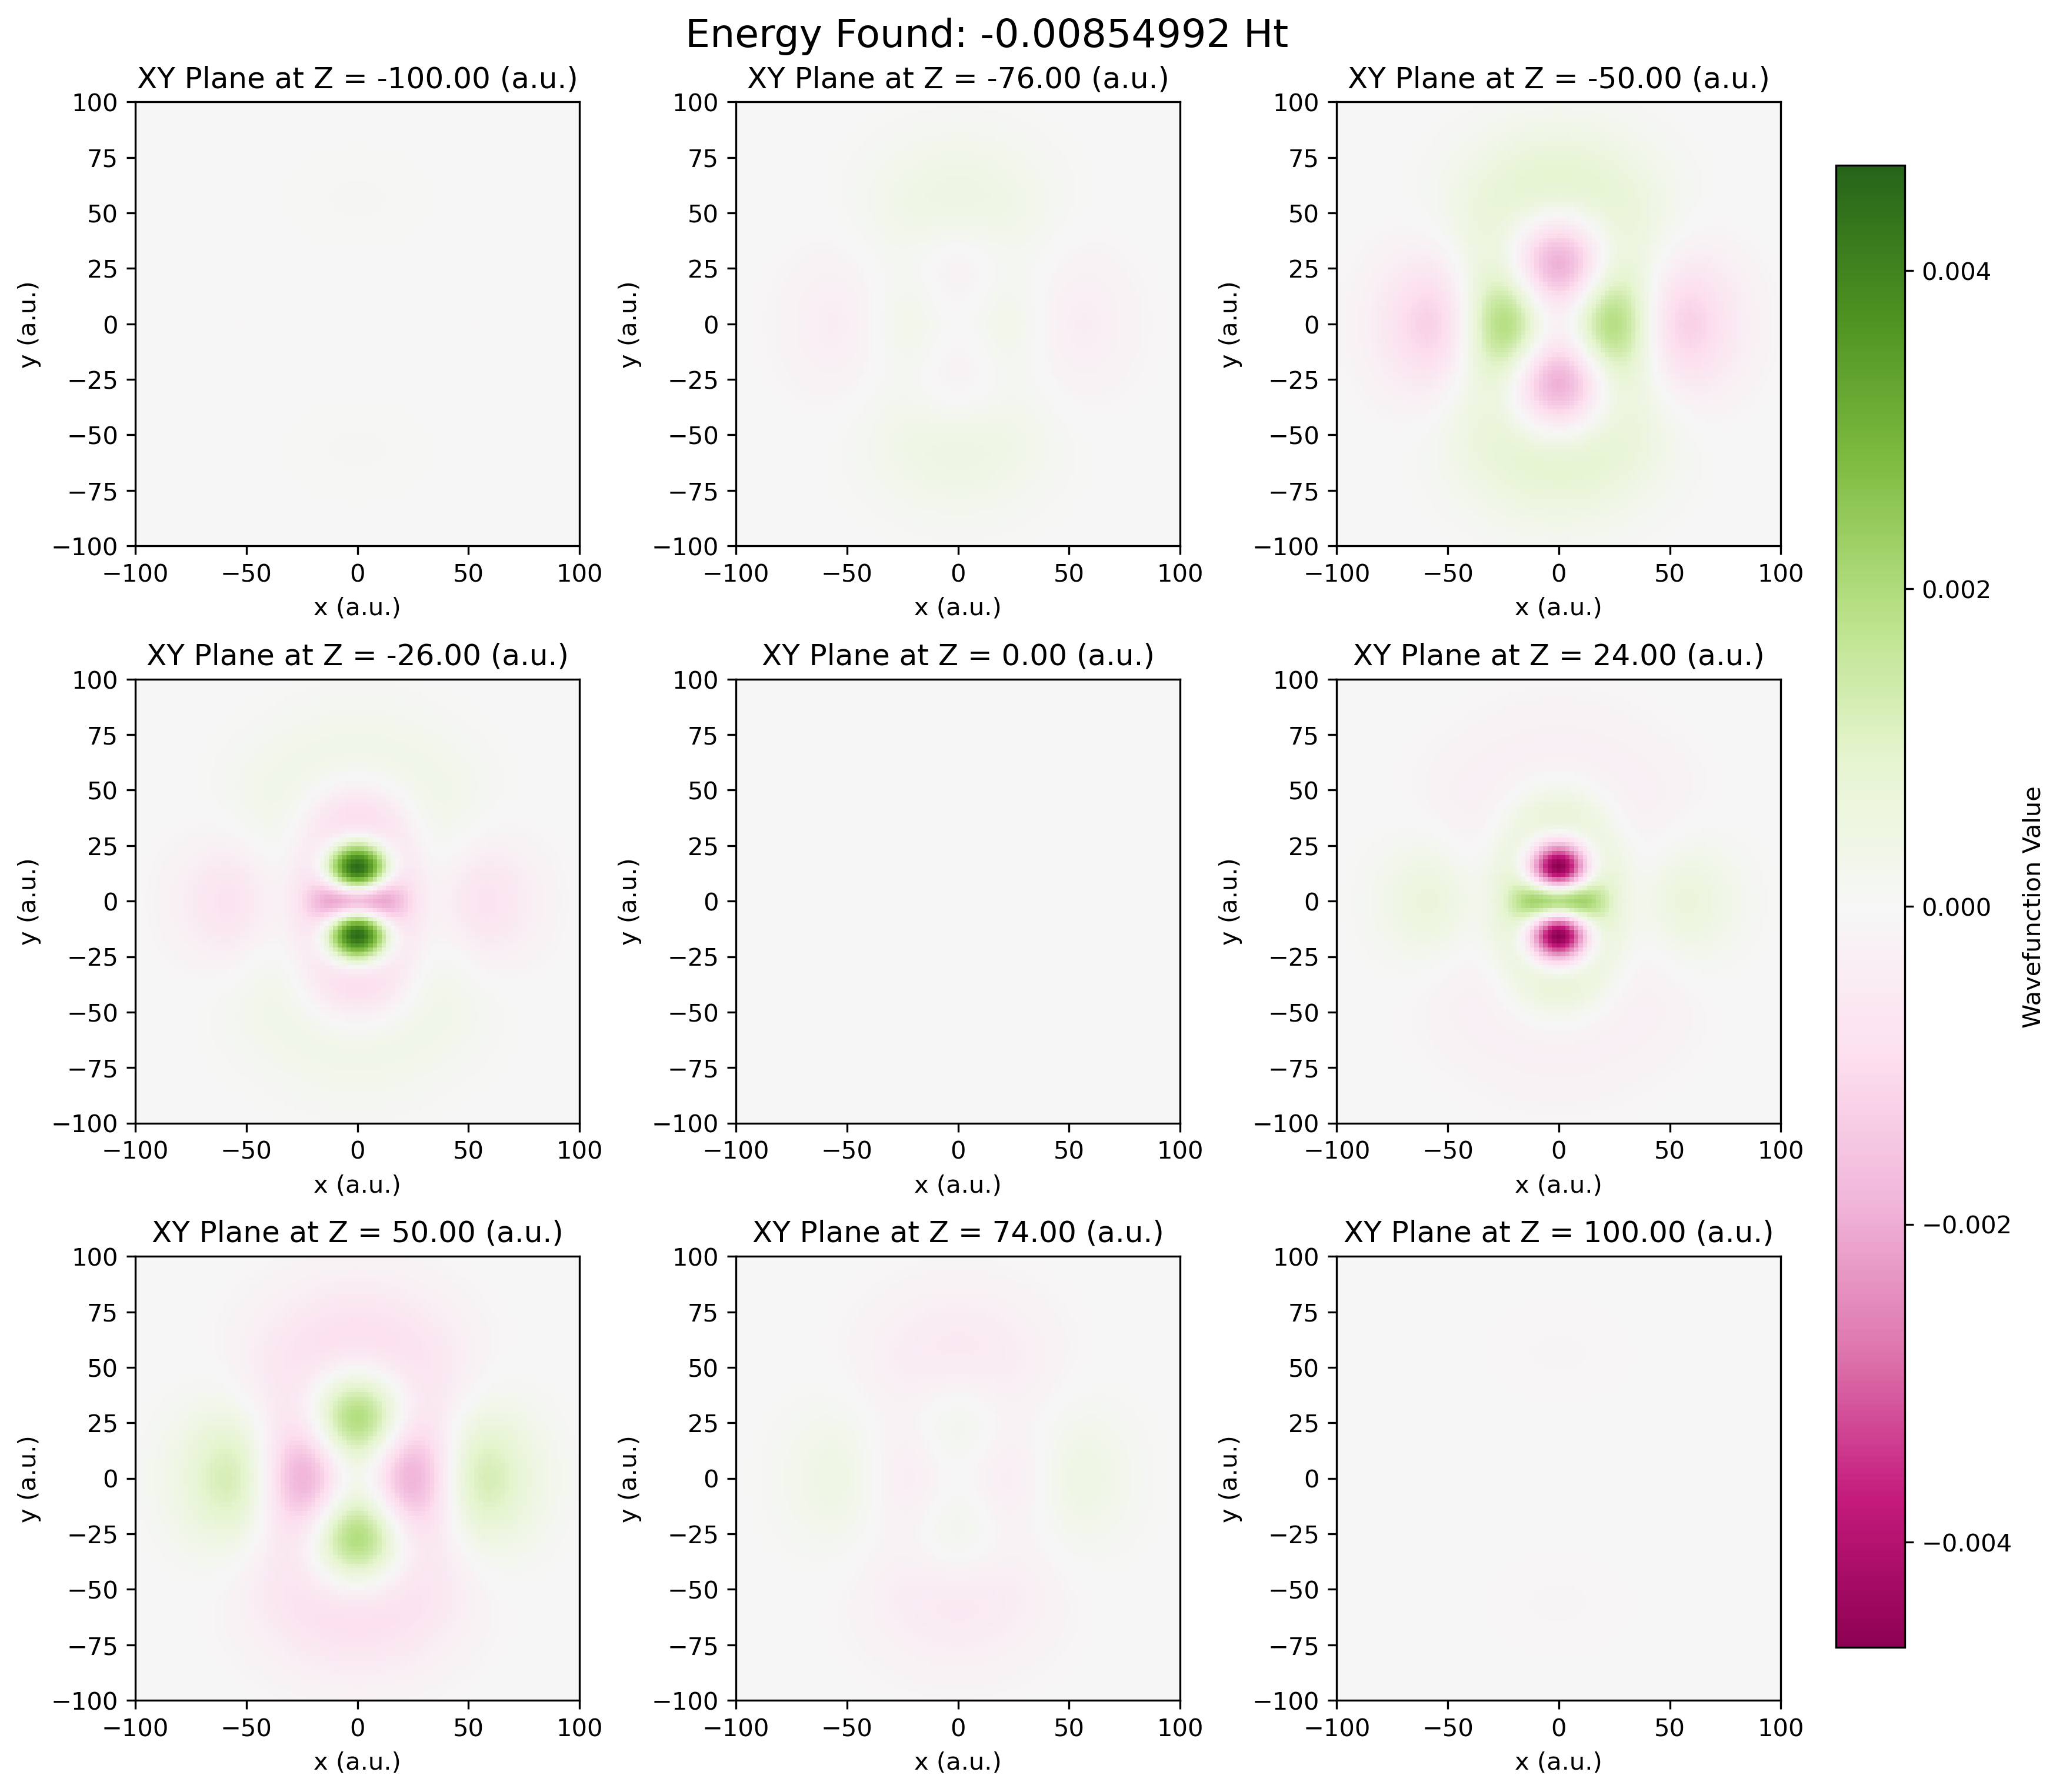 Energy Found: -0.00854992 Ht
XY Plane at Z = -100.00 (a.u.)
100
75
50
25
0
−25
−50
−75
−100
y (a.u.)
−100 −50 0 50 100
x (a.u.)
XY Plane at Z = -76.00 (a.u.)
100
75
50
25
0
−25
−50
−75
−100
y (a.u.)
−100 −50 0 50 100
x (a.u.)
XY Plane at Z = -50.00 (a.u.)
100
75
50
25
0
−25
−50
−75
−100
y (a.u.)
−100 −50 0 50 100
x (a.u.)
XY Plane at Z = -26.00 (a.u.)
100
75
50
25
0
−25
−50
−75
−100
y (a.u.)
−100 −50 0 50 100
x (a.u.)
XY Plane at Z = 0.00 (a.u.)
100
75
50
25
0
−25
−50
−75
−100
y (a.u.)
−100 −50 0 50 100
x (a.u.)
XY Plane at Z = 24.00 (a.u.)
100
75
50
25
0
−25
−50
−75
−100
y (a.u.)
−100 −50 0 50 100
x (a.u.)
XY Plane at Z = 50.00 (a.u.)
100
75
50
25
0
−25
−50
−75
−100
y (a.u.)
−100 −50 0 50 100
x (a.u.)
XY Plane at Z = 74.00 (a.u.)
100
75
50
25
0
−25
−50
−75
−100
y (a.u.)
−100 −50 0 50 100
x (a.u.)
XY Plane at Z = 100.00 (a.u.)
100
75
50
25
0
−25
−50
−75
−100
y (a.u.)
−100 −50 0 50 100
x (a.u.)
0.004
0.002
0.000
−0.002
−0.004
Wavefunction Value